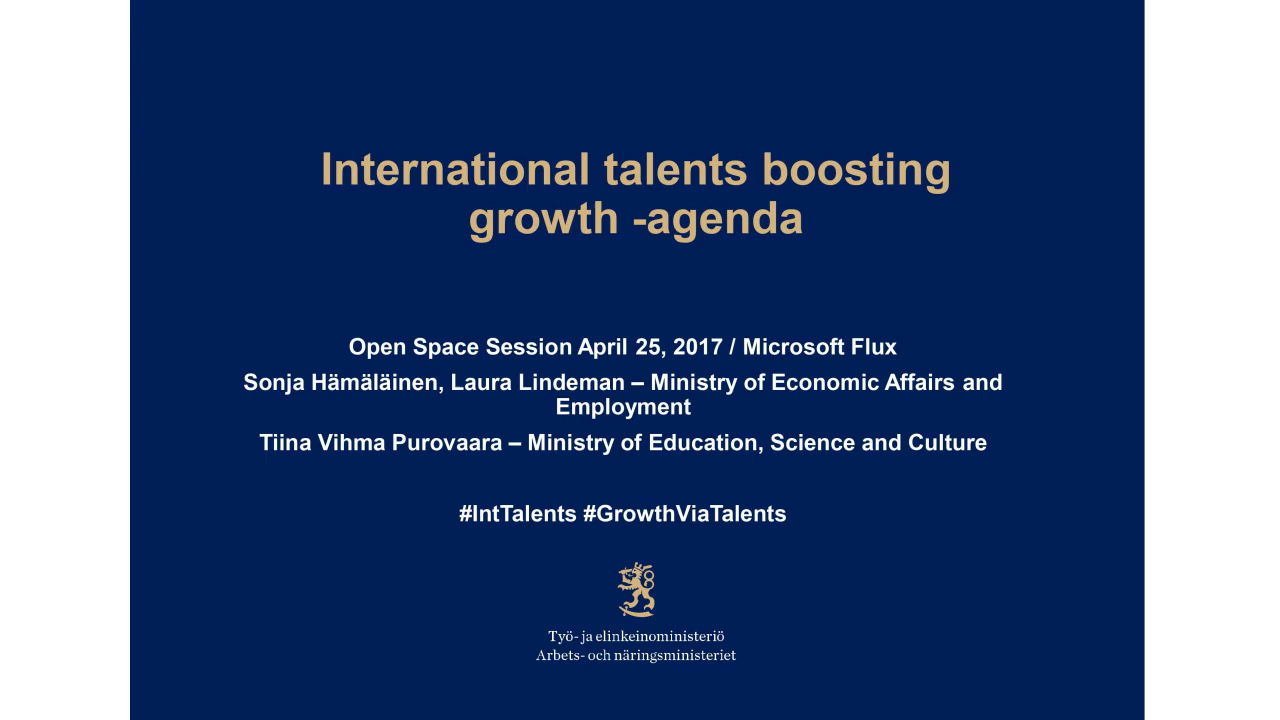 International talents boosting
growth -agenda
Open Space Session April 25, 2017 / Microsoft Flux
Sonja Hämäläinen, Laura Lindeman – Ministry of Economic Affairs and
Employment
Tiina Vihma Purovaara – Ministry of Education, Science and Culture
#IntTalents #GrowthViaTalents
Työ- ja elinkeinoministeriö
Arbets- och näringsministeriet